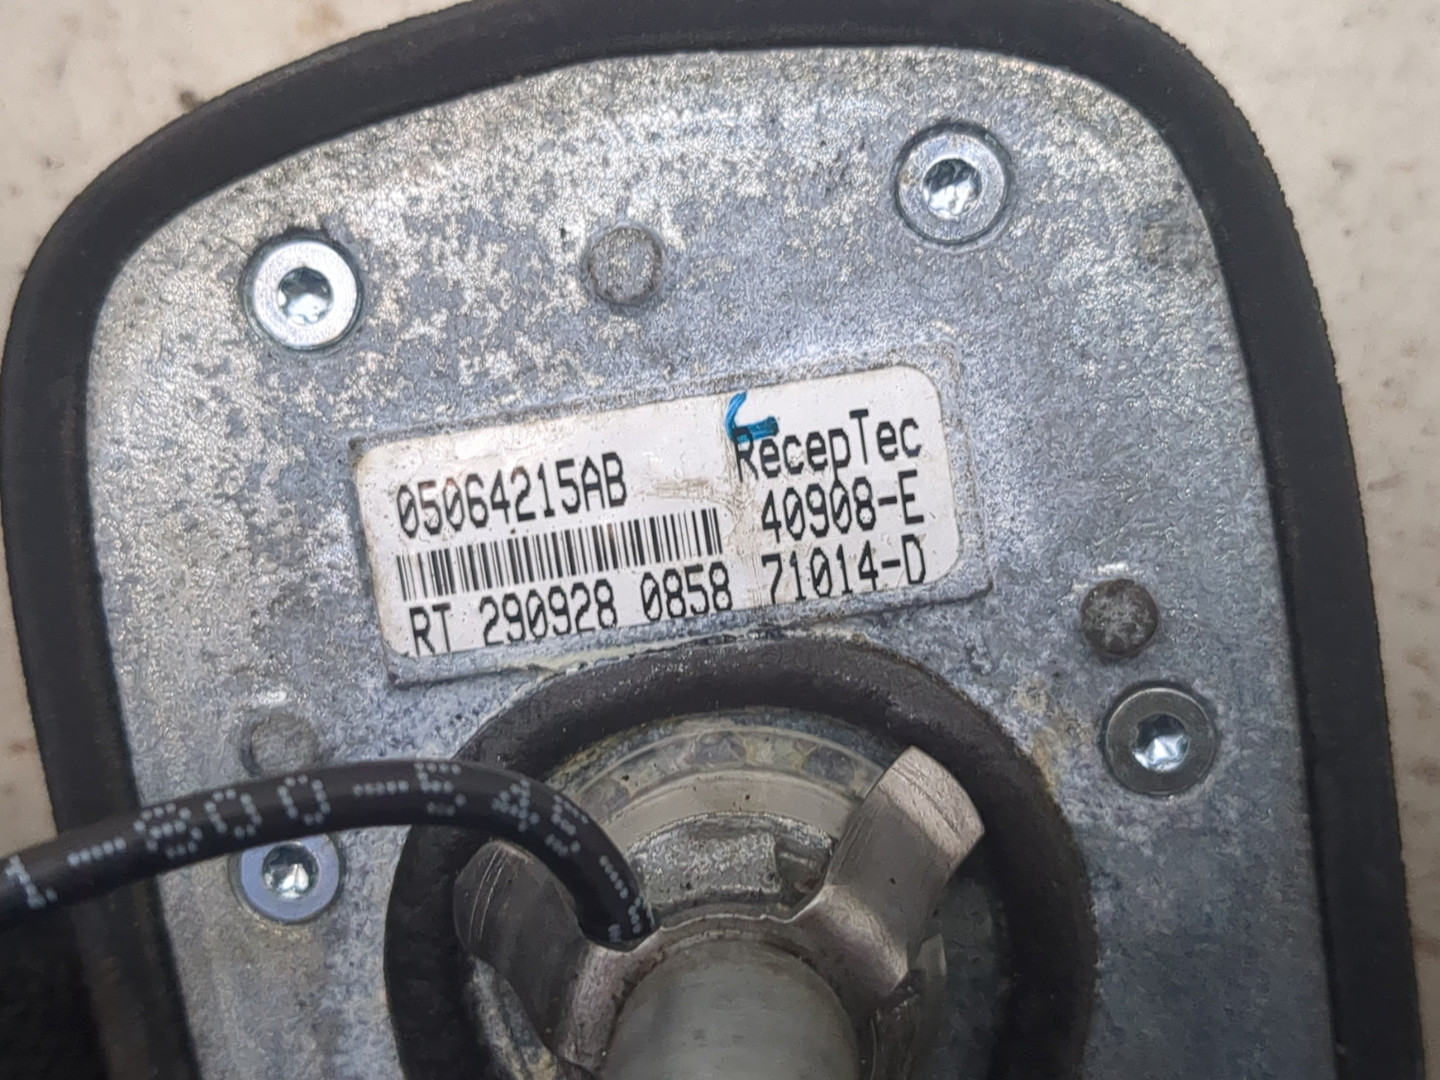 05064215AB
RecepTec
40908-E
RT 290928 0858 71014-D